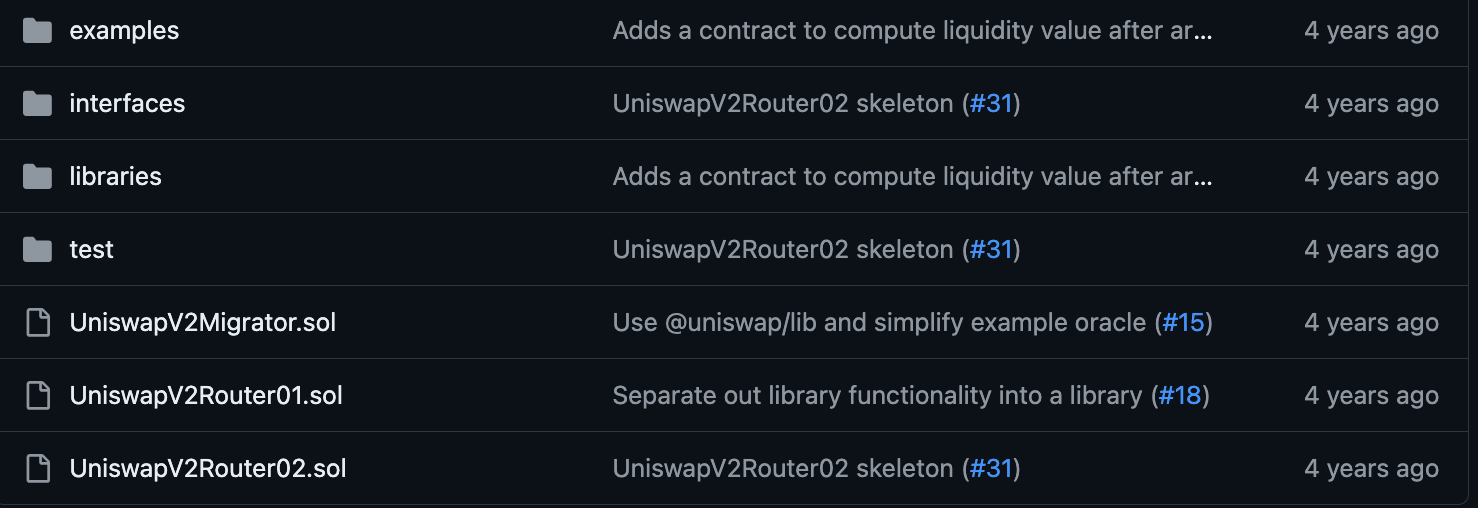 examples Adds a contract to compute liquidity value after ar... 4 years ago
interfaces UniswapV2Router02 skeleton (#31) 4 years ago
libraries Adds a contract to compute liquidity value after ar... 4 years ago
test UniswapV2Router02 skeleton (#31) 4 years ago
UniswapV2Migrator.sol Use @uniswap/lib and simplify example oracle (#15) 4 years ago
UniswapV2Router01.sol Separate out library functionality into a library (#18) 4 years ago
UniswapV2Router02.sol UniswapV2Router02 skeleton (#31) 4 years ago